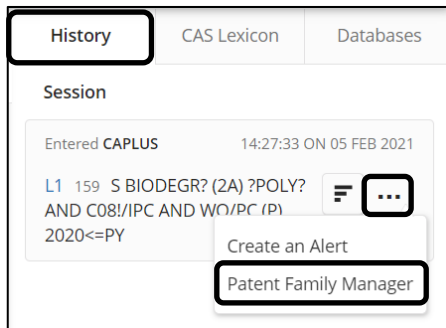 History CAS Lexicon Databases
Session
Entered CAPLUS 14:27:33 ON 05 FEB 2021
L1 159 S BIODEGR? (2A) ?POLY?
AND C08!/IPC AND WO/PC (P)
2020<=PY
Create an Alert
Patent Family Manager